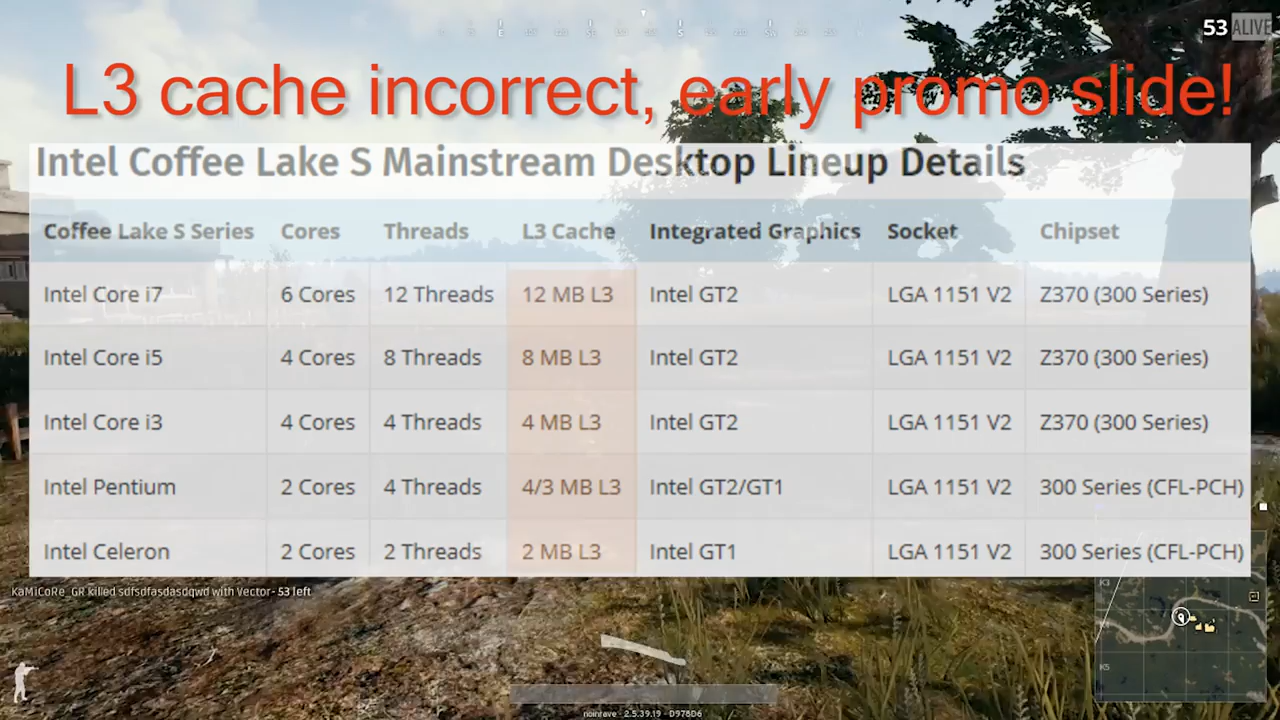 53 ALIVE
L3 cache incorrect, early promo slide!
Intel Coffee Lake S Mainstream Desktop Lineup Details
Coffee Lake S Series Cores Threads L3 Cache Integrated Graphics Socket Chipset
Intel Core i7 6 Cores 12 Threads 12 MB L3 Intel GT2 LGA 1151 V2 Z370 (300 Series)
Intel Core i5 4 Cores 8 Threads 8 MB L3 Intel GT2 LGA 1151 V2 Z370 (300 Series)
Intel Core i3 4 Cores 4 Threads 4 MB L3 Intel GT2 LGA 1151 V2 Z370 (300 Series)
Intel Pentium 2 Cores 4 Threads 4/3 MB L3 Intel GT2/GT1 LGA 1151 V2 300 Series (CFL-PCH)
Intel Celeron 2 Cores 2 Threads 2 MB L3 Intel GT1 LGA 1151 V2 300 Series (CFL-PCH)
KaMiCoRe_GR killed sdfsdfasdasdqwd with Vector- 53 left